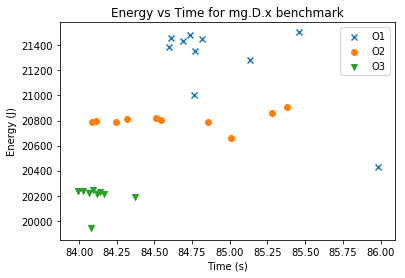 Energy vs Time for mg.D.x benchmark
O1
O2
O3
Energy (J)
21400
21200
21000
20800
20600
20400
20200
20000
84.00 84.25 84.50 84.75 85.00 85.25 85.50 85.75 86.00
Time (s)